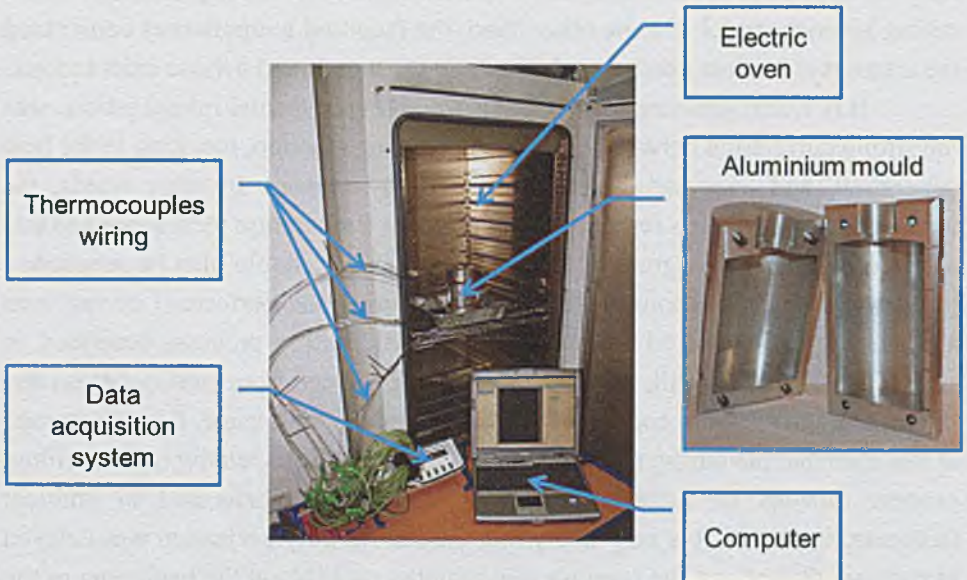 Electric
oven
Thermocouples
wiring
Aluminium mould
Data
acquisition
system
Computer